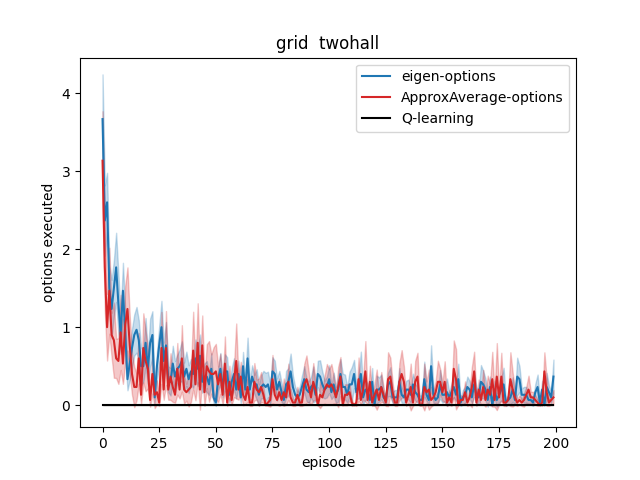 grid  twohall
eigen-options
ApproxAverage-options
Q-learning
options executed
4
3
2
1
0
0 25 50 75 100 125 150 175 200
episode